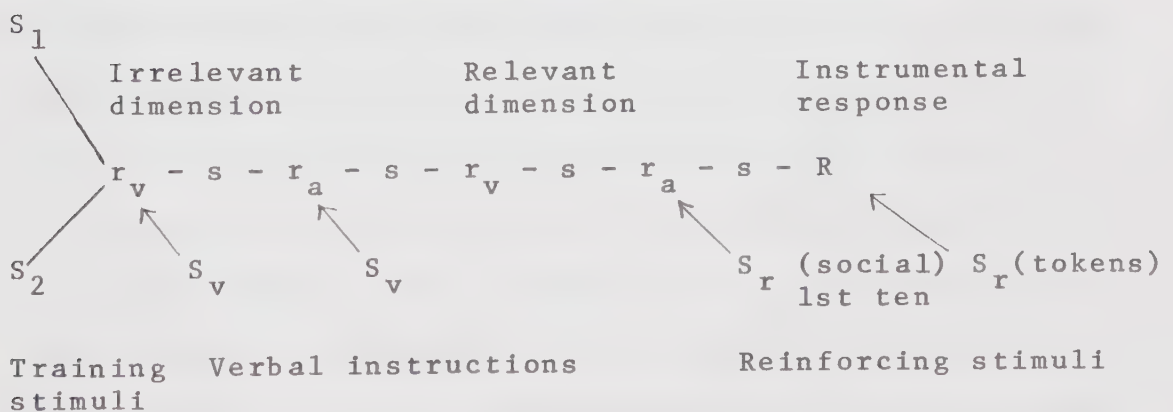 S1
Irrelevant Relevant Instrumental
dimension dimension response
rv - s - ra - s - rv - s - ra - s - R
S2 Sv Sv Sr (social) Sr(tokens)
1st ten
Training Verbal instructions Reinforcing stimuli
stimuli